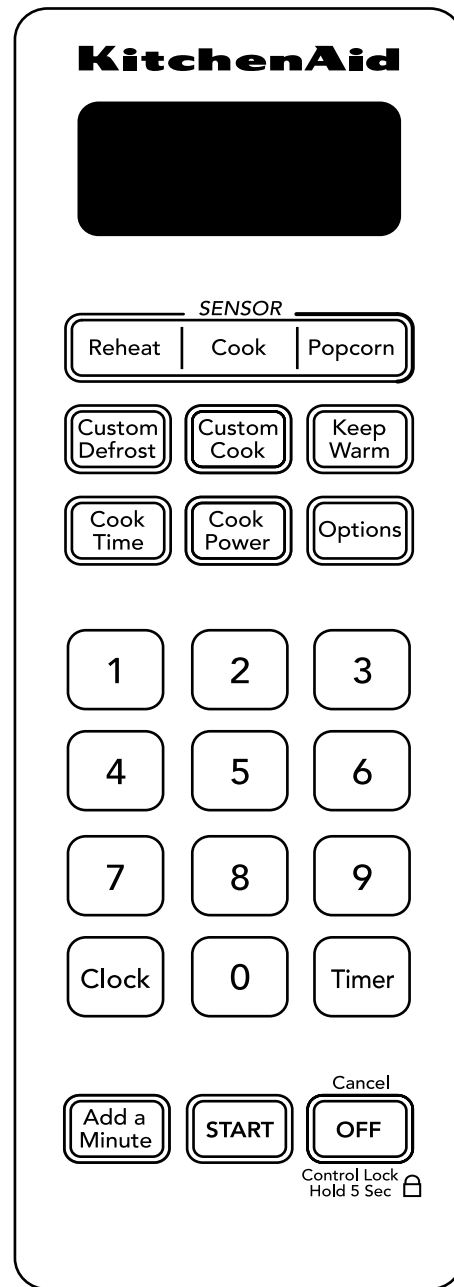 KitchenAid
SENSOR
Reheat Cook Popcorn
Custom Defrost
Custom Cook
Keep Warm
Cook Time
Cook Power
Options
1 2 3
4 5 6
7 8 9
Clock 0 Timer
Cancel
Add a Minute
START
OFF
Control Lock
Hold 5 Sec